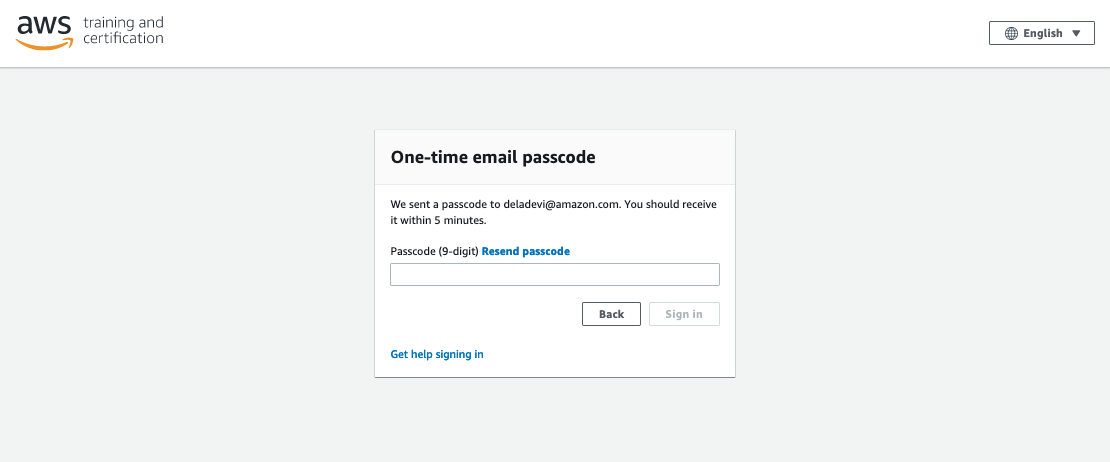 aws training and
certification
English
One-time email passcode
We sent a passcode to deladevi@amazon.com. You should receive
it within 5 minutes.
Passcode (9-digit) Resend passcode
Back Sign in
Get help signing in